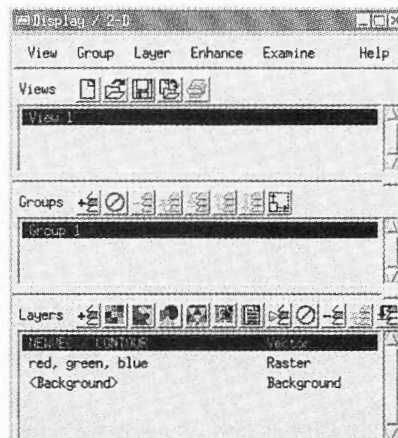 Display / 2-D
View Group Layer Enhance Examine Help
Views
View 1
Groups
Group 1
Layers
CONTOUR Vector
red, green, blue Raster
<Background> Background